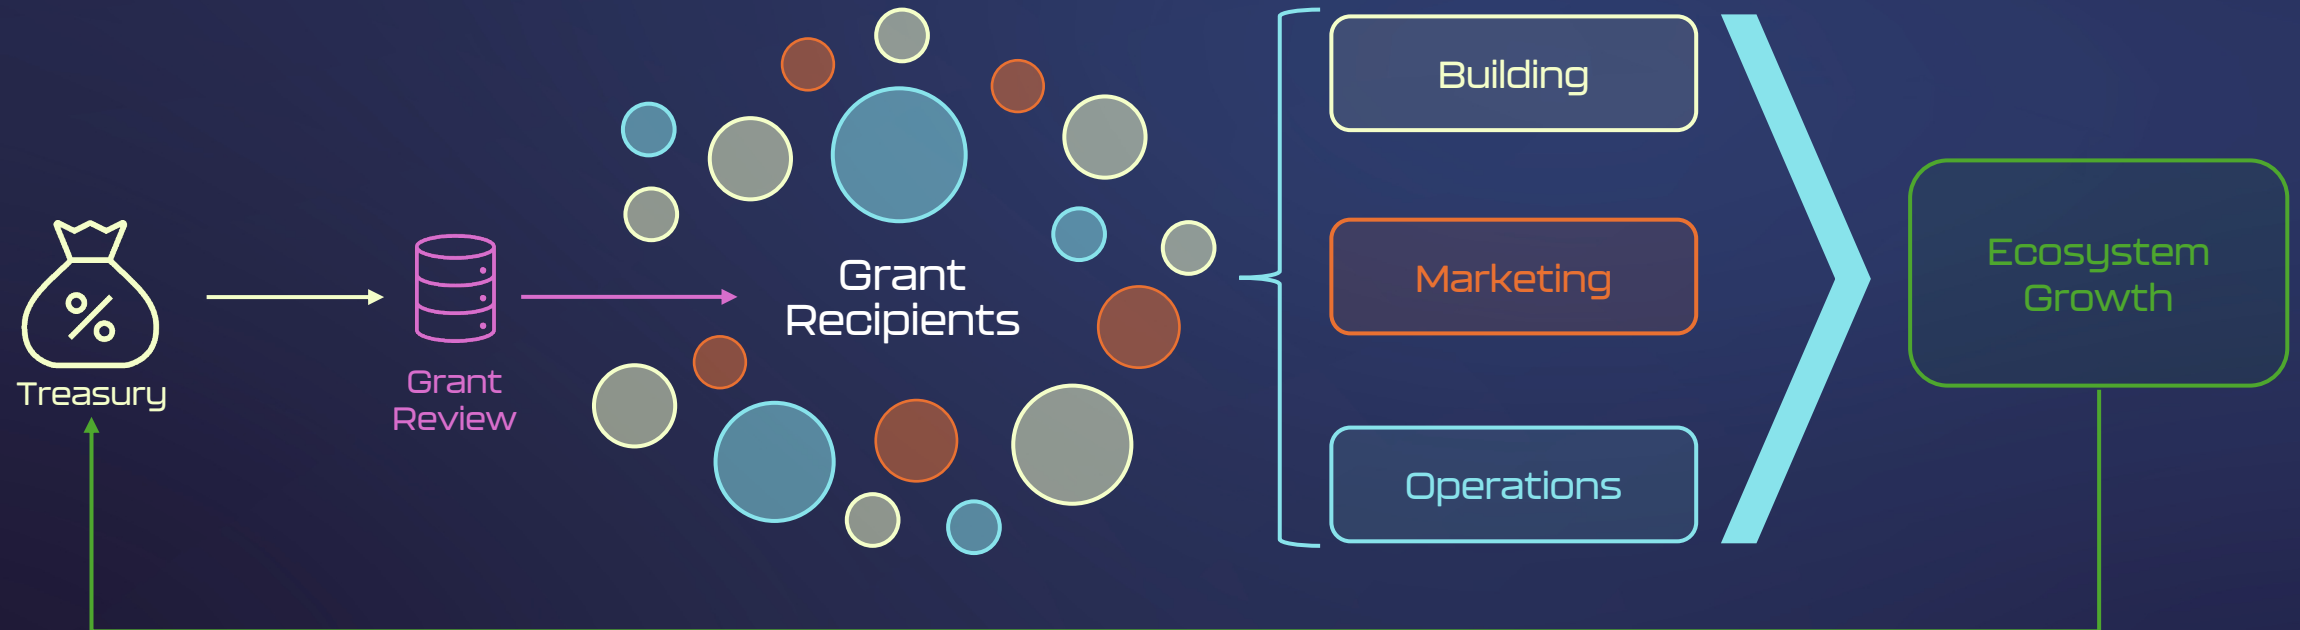 Treasury
Grant
Review
Grant
Recipients
Building
Marketing
Operations
Ecosystem
Growth